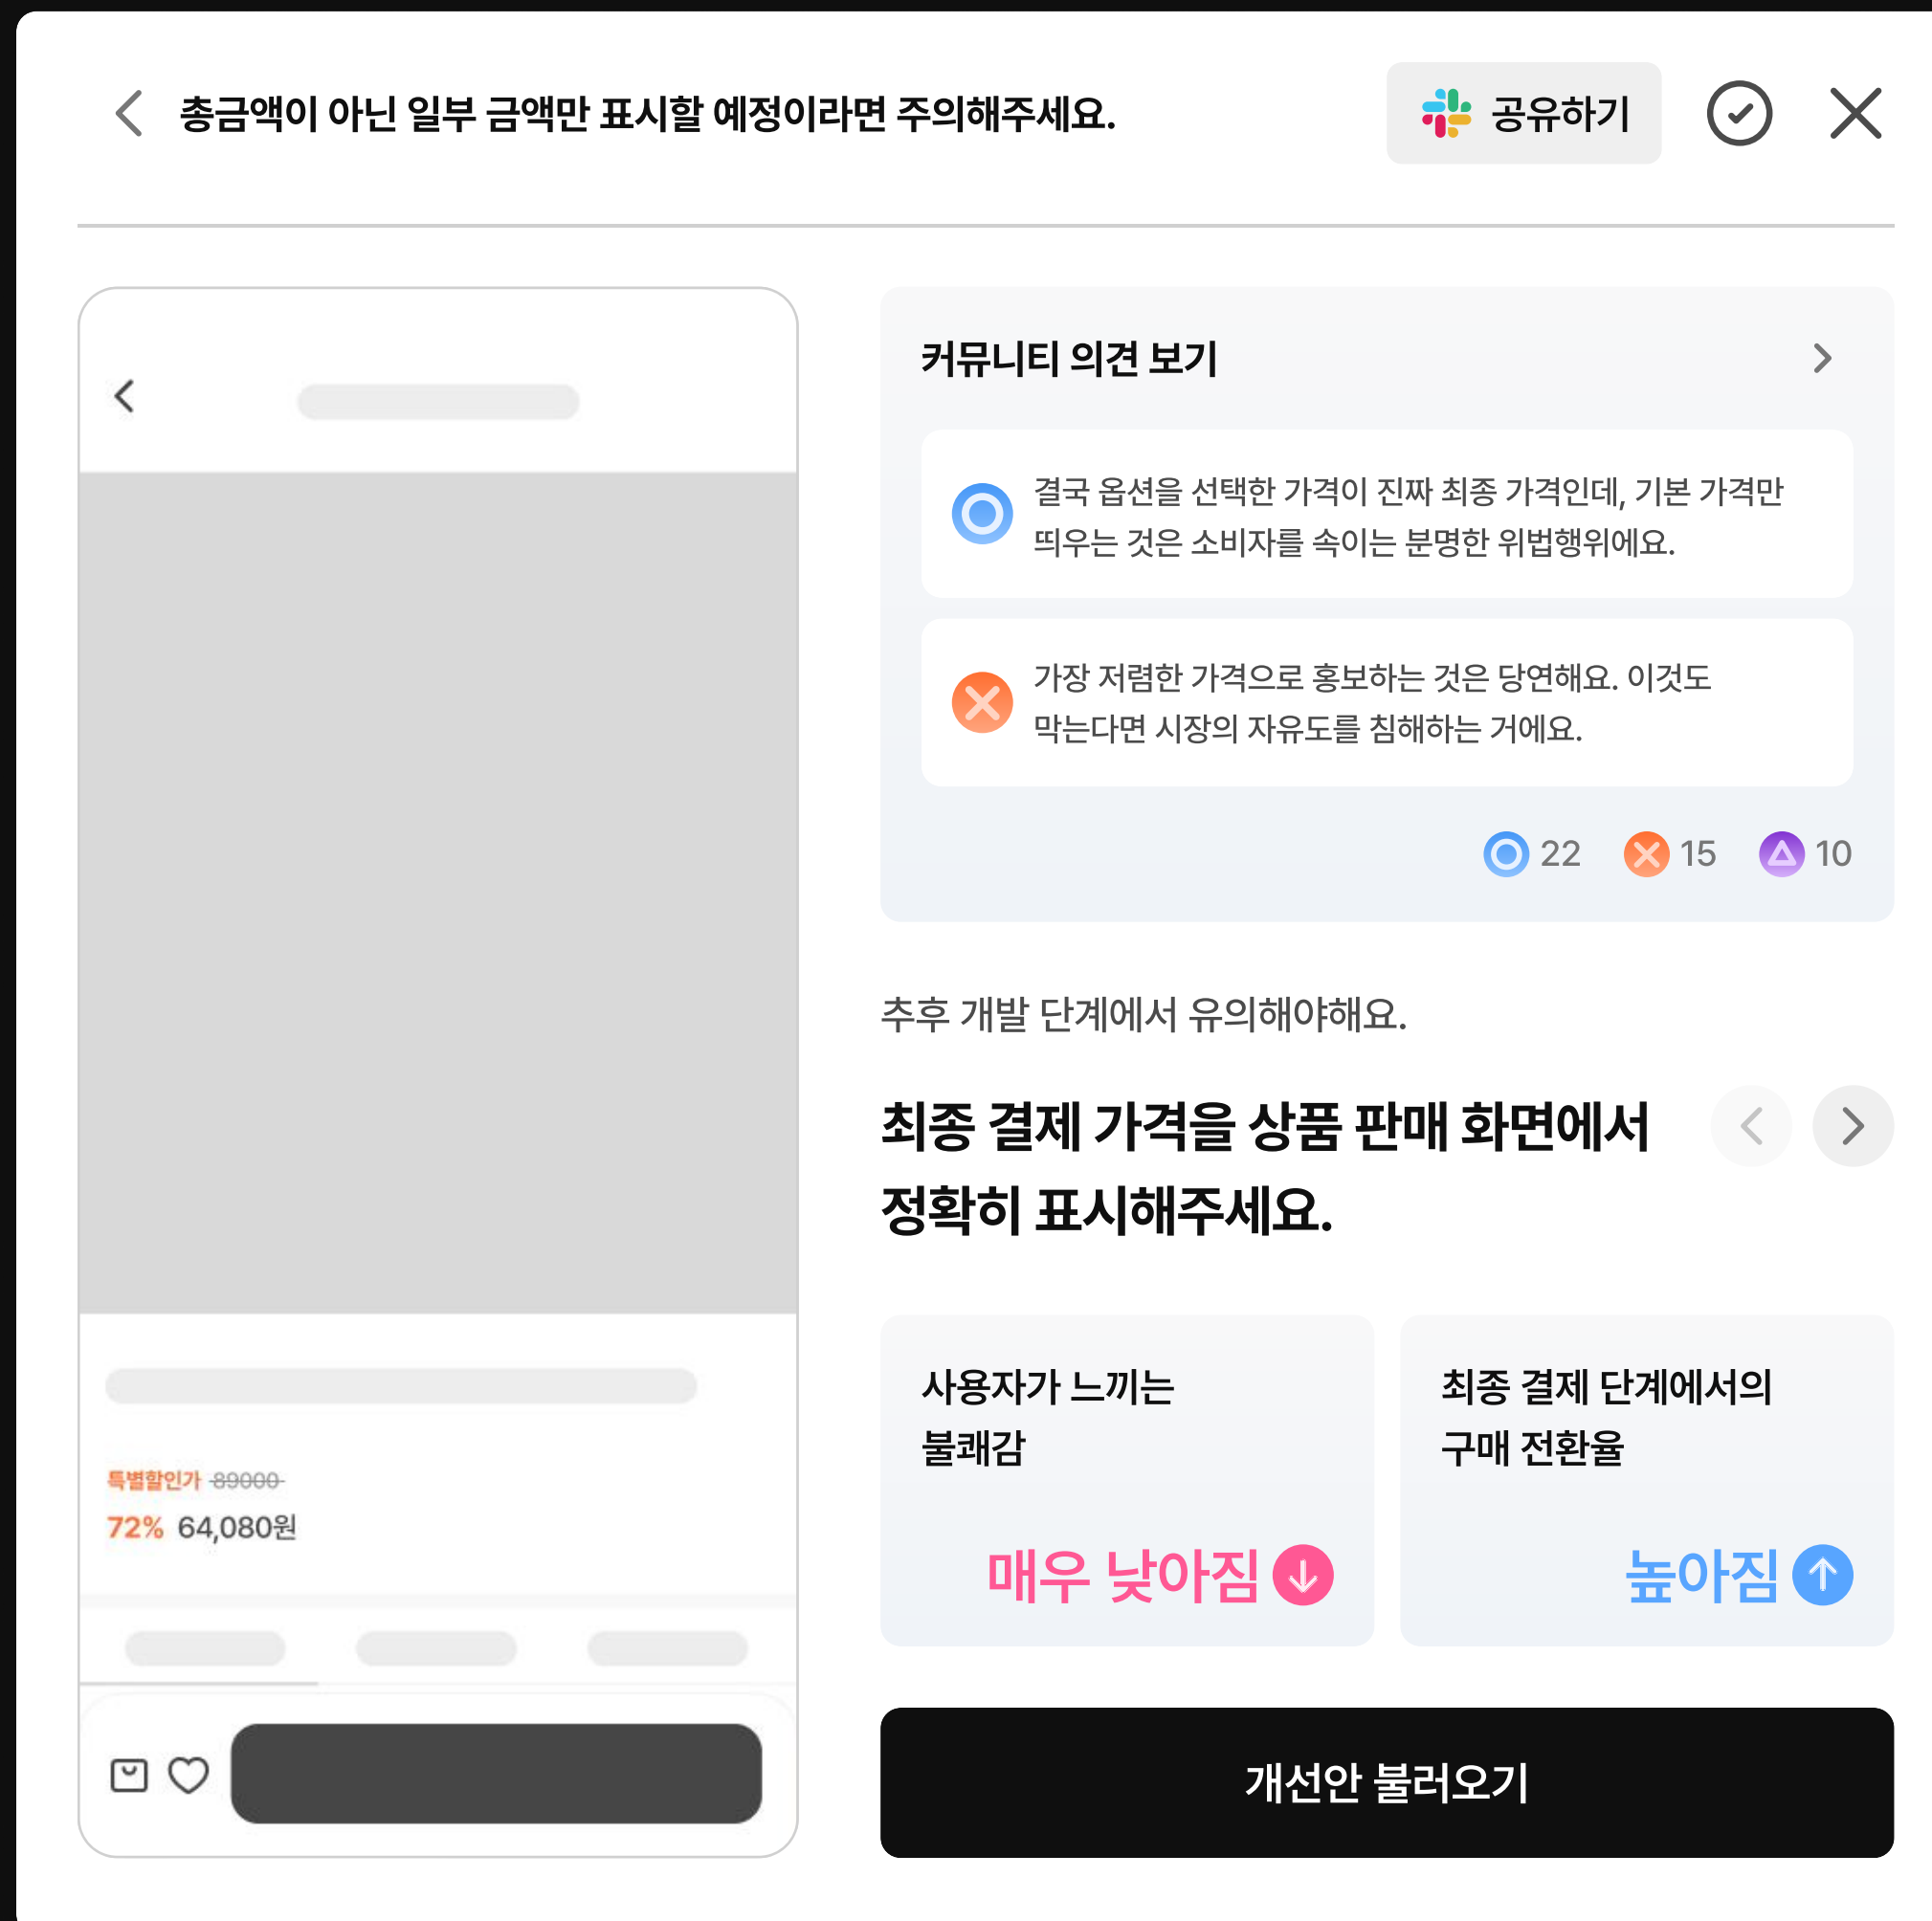 총금액이 아닌 일부 금액만 표시할 예정이라면 주의해주세요.
공유하기
커뮤니티 의견 보기
결국 옵션을 선택한 가격이 진짜 최종 가격인데, 기본 가격만
띄우는 것은 소비자를 속이는 분명한 위법행위에요.
가장 저렴한 가격으로 홍보하는 것은 당연해요. 이것도
막는다면 시장의 자유도를 침해하는 거에요.
22 15 10
추후 개발 단계에서 유의해야해요.
최종 결제 가격을 상품 판매 화면에서
정확히 표시해주세요.
사용자가 느끼는
불쾌감
매우 낮아짐
최종 결제 단계에서의
구매 전환율
높아짐
개선안 불러오기
특별할인가 89000
72% 64,080원